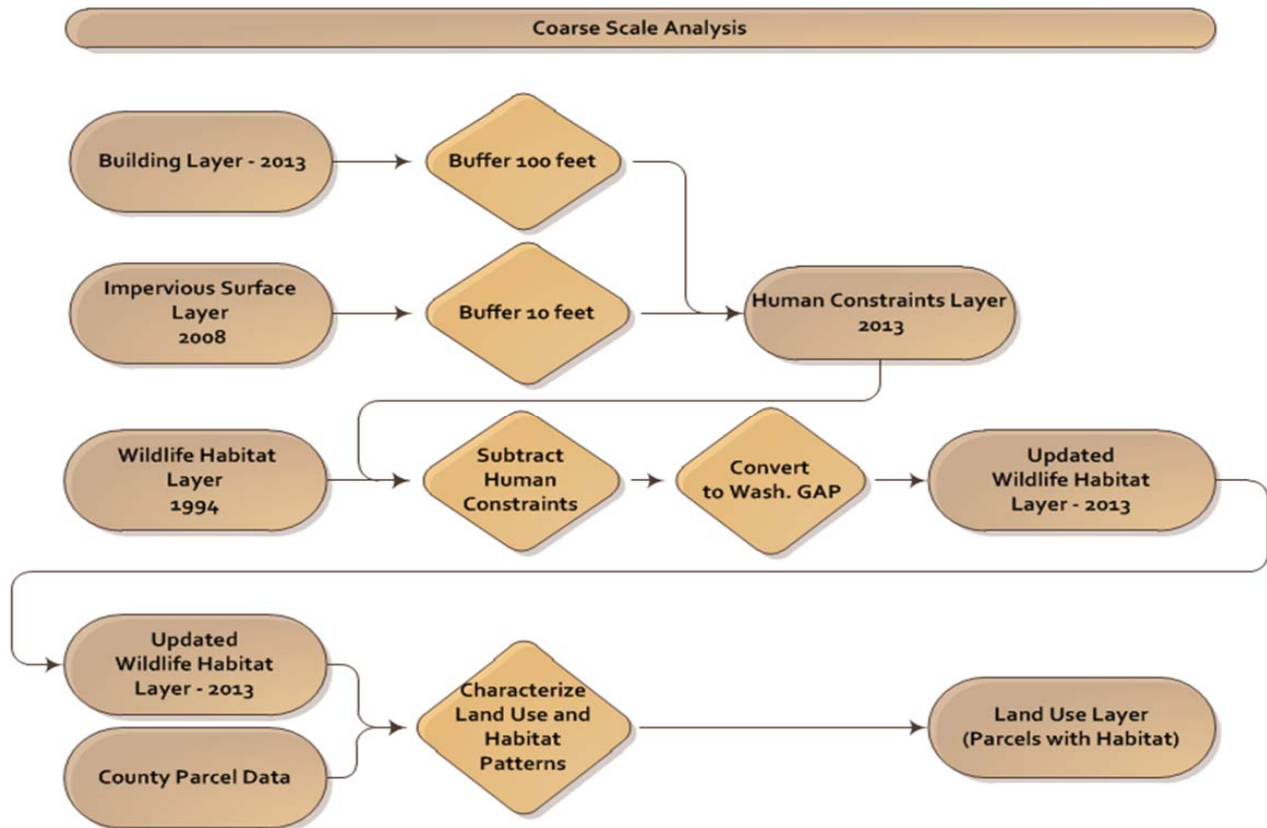 Coarse Scale Analysis
Building Layer - 2013
Buffer 100 feet
Impervious Surface
Layer
2008
Buffer 10 feet
Human Constraints Layer
2013
Wildlife Habitat
Layer
1994
Subtract
Human
Constraints
Convert
to Wash. GAP
Updated
Wildlife Habitat
Layer - 2013
Updated
Wildlife Habitat
Layer - 2013
County Parcel Data
Characterize
Land Use and
Habitat
Patterns
Land Use Layer
(Parcels with Habitat)